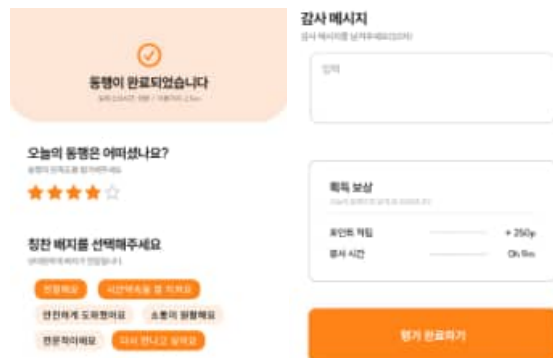 동행이 완료되었습니다
오늘의 동행은 어떠셨나요?
칭찬 배지를 선택해주세요
친절해요
시간약속을 잘 지켜요
안전하게 도와줬어요
소통이 원활해요
전문적이에요
다시 만나고 싶어요
감사 메시지
입력
획득 보상
포인트 적립
+ 250p
봉사 시간
0h 9m
평가 완료하기